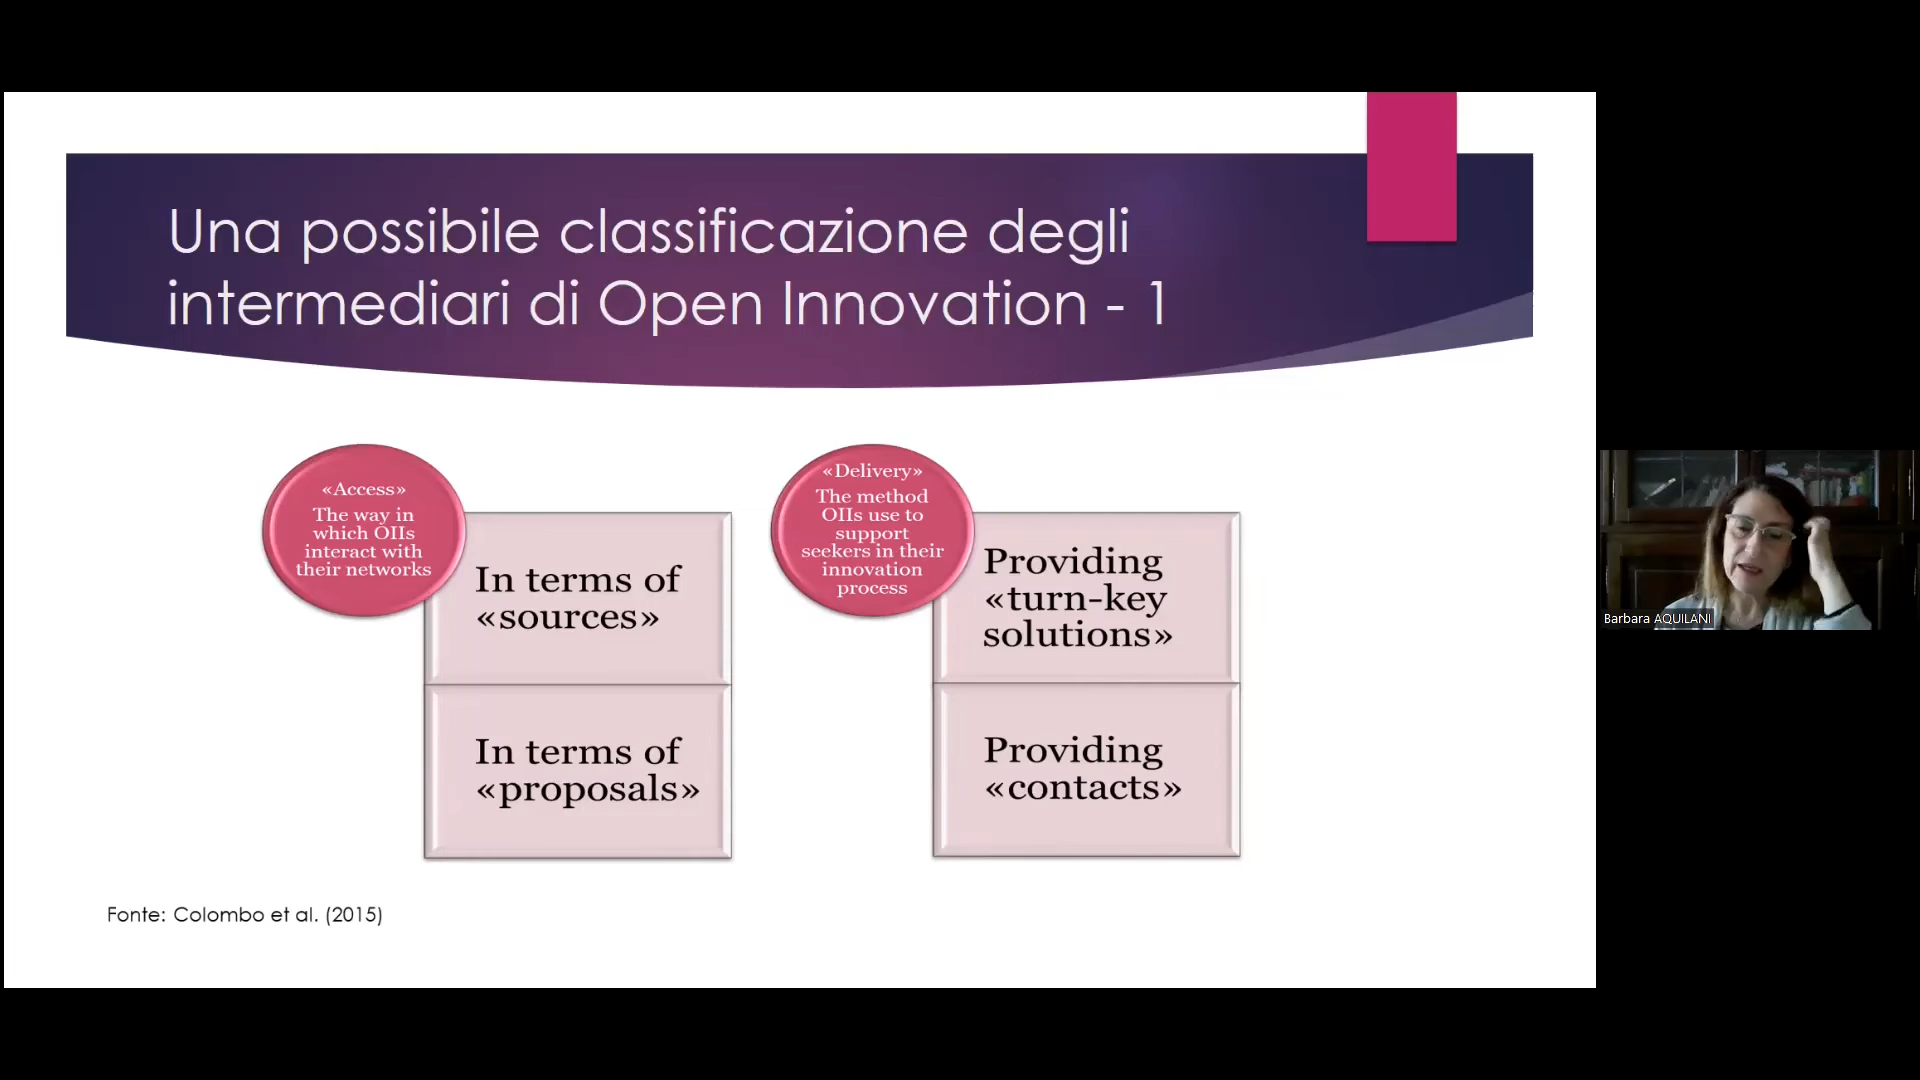 Una possibile classificazione degli
intermediari di Open Innovation - 1
«Access»
The way in
which OIIs
interact with
their networks
In terms of
«sources»
In terms of
«proposals»
«Delivery»
The method
OIIs use to
support
seekers in their
innovation
process
Providing
«turn-key
solutions»
Providing
«contacts»
Fonte: Colombo et al. (2015)
Barbara AQUILANI